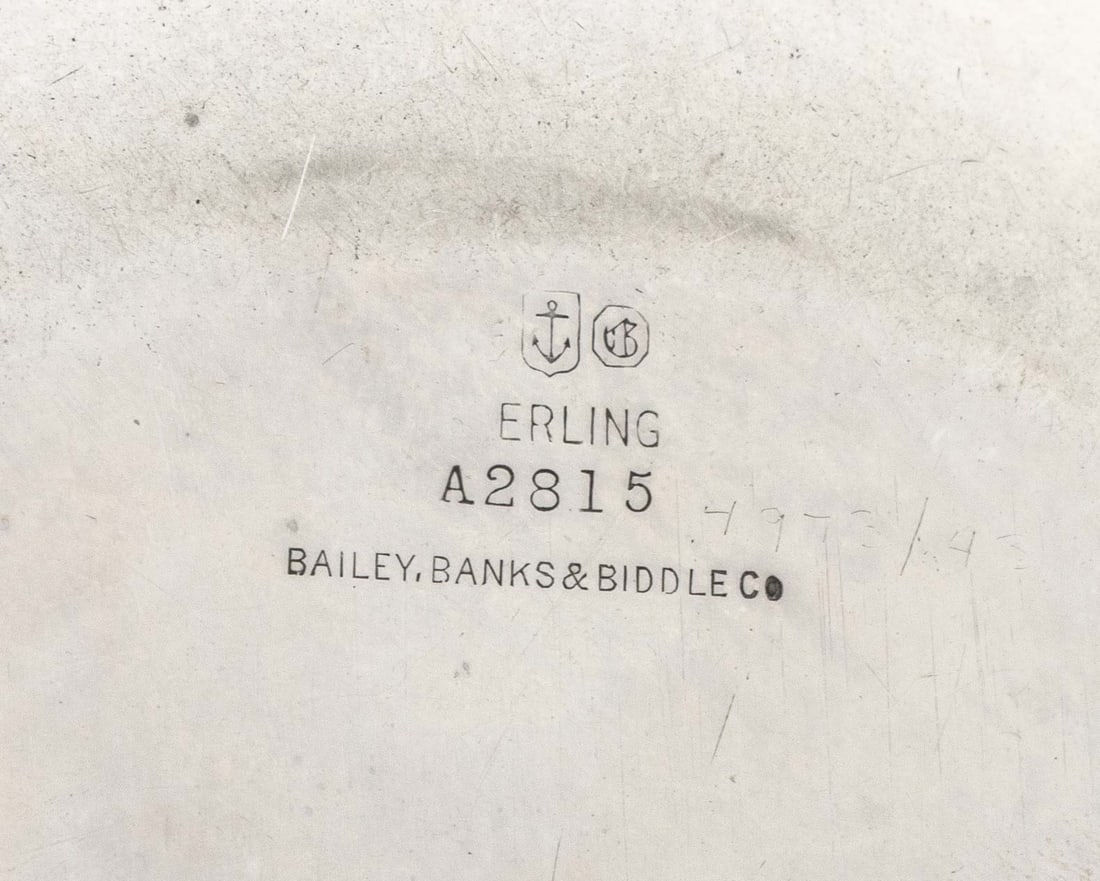 ERLING
A2815
BAILEY, BANKS & BIDDLE Co